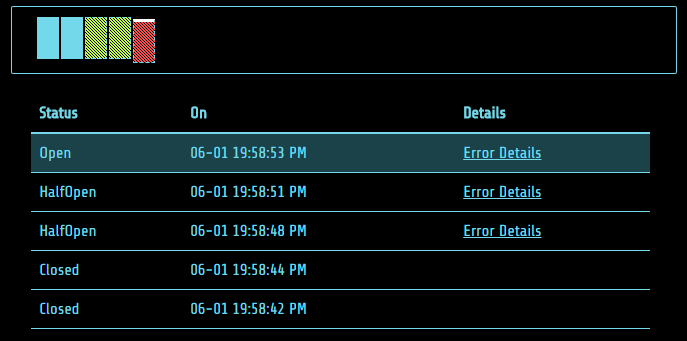 Status On Details
Open 06-01 19:58:53 PM Error Details
HalfOpen 06-01 19:58:51 PM Error Details
HalfOpen 06-01 19:58:48 PM Error Details
Closed 06-01 19:58:44 PM
Closed 06-01 19:58:42 PM